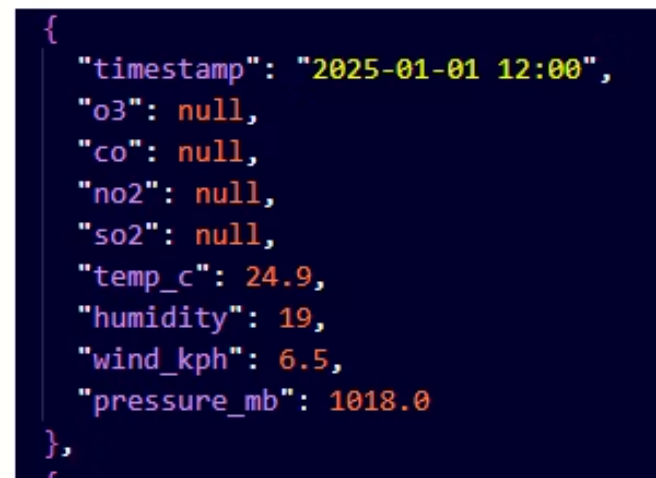 {
"timestamp": "2025-01-01 12:00",
"o3": null,
"co": null,
"no2": null,
"so2": null,
"temp_c": 24.9,
"humidity": 19,
"wind_kph": 6.5,
"pressure_mb": 1018.0
},
{